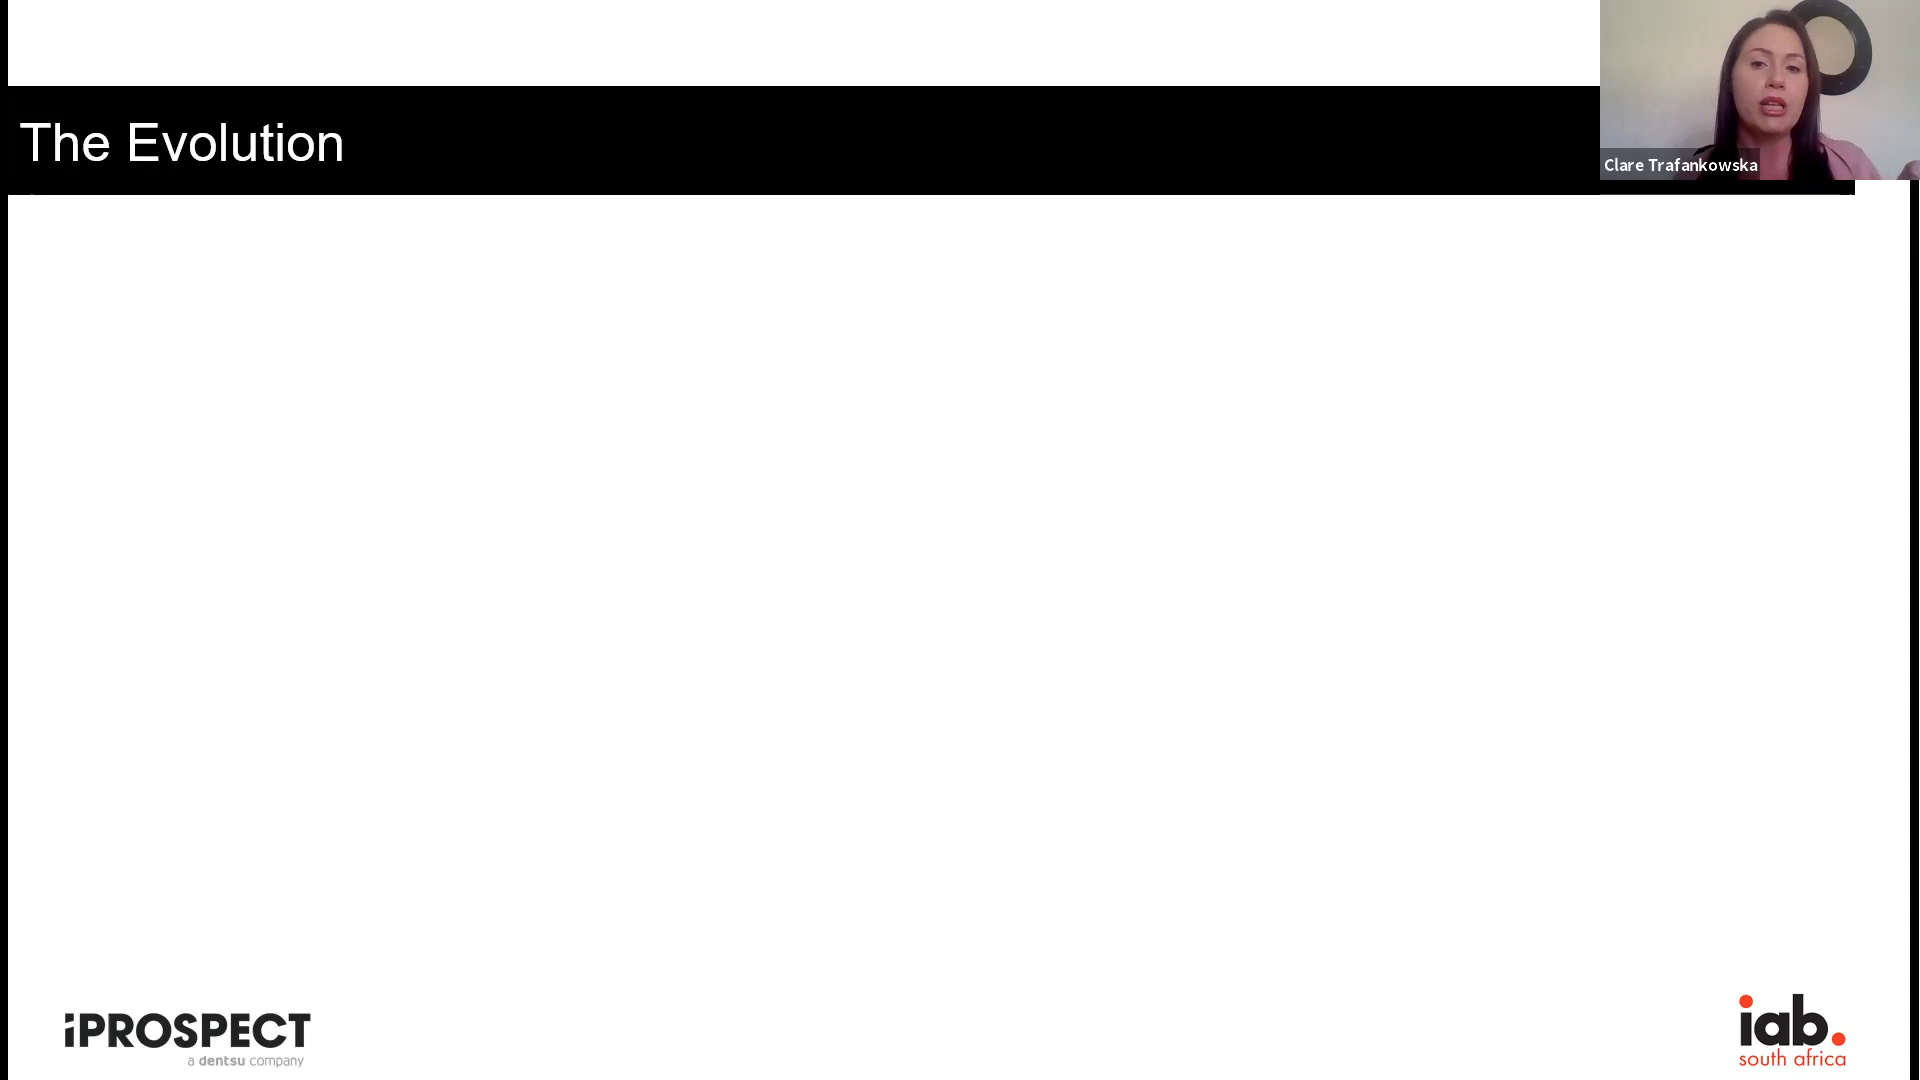 The Evolution
Clare Trafankowska
iPROSPECT
a dentsu company
iab.
south africa